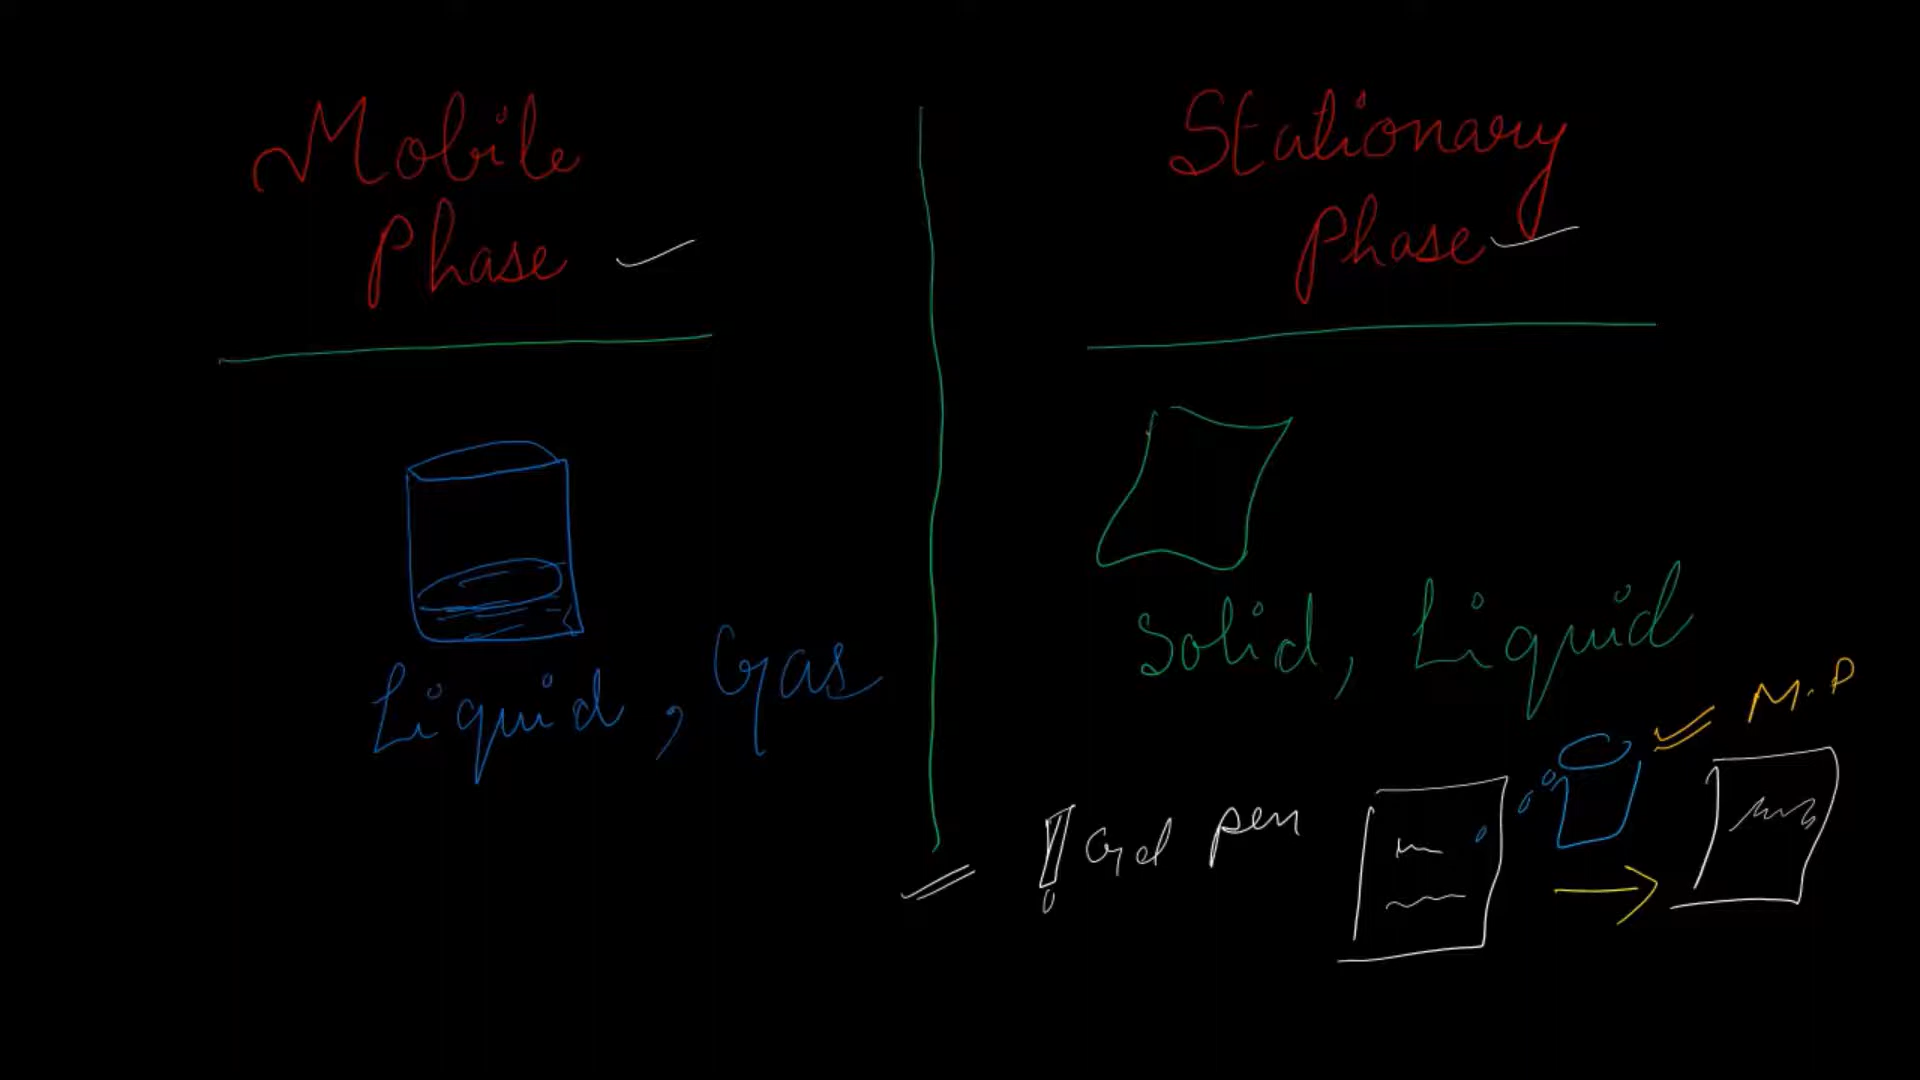 Mobile
Phase
Liquid, Gas
Stationary
Phase
Solid, Liquid
M.P
Gel pen